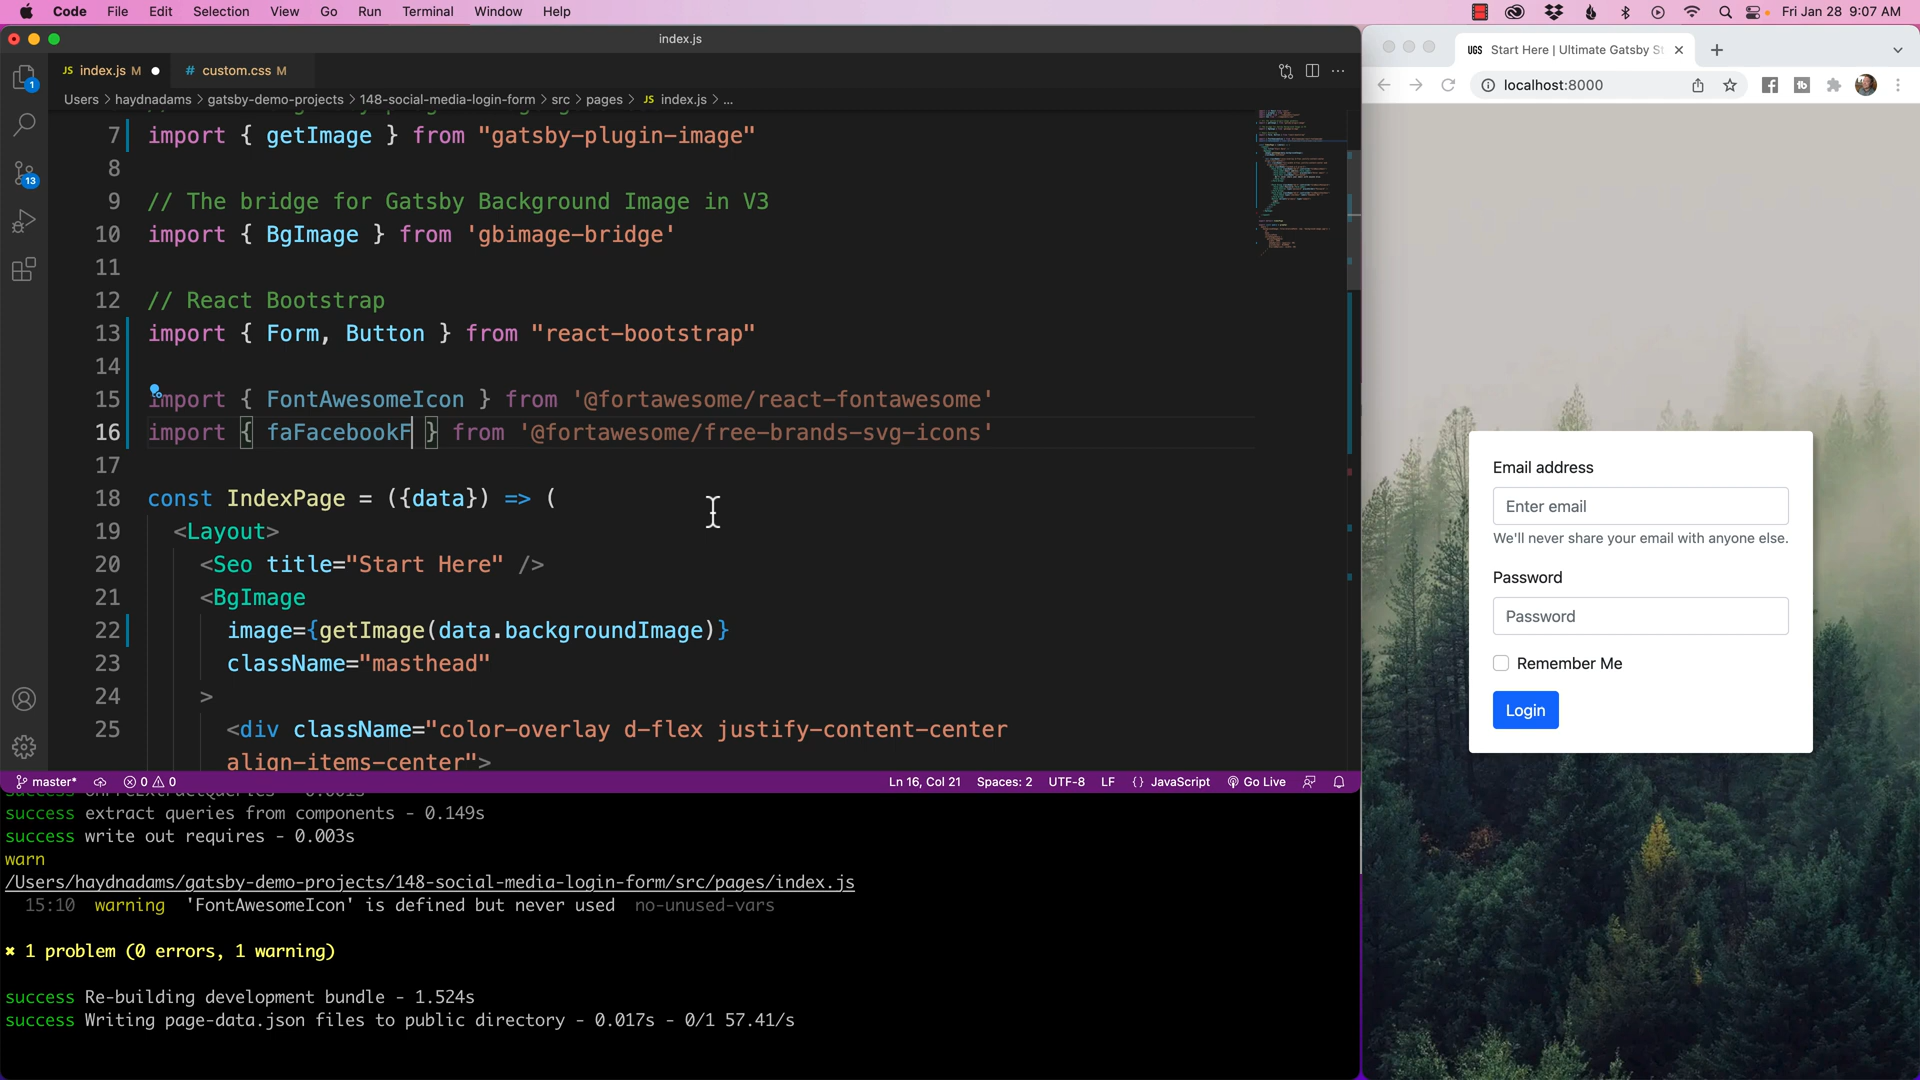 Code File Edit Selection View Go Run Terminal Window Help
Fri Jan 28 9:07 AM
index.js
JS index.js M
# custom.css M
Users > haydnadams > gatsby-demo-projects > 148-social-media-login-form > src > pages > JS index.js > ...
7 import { getImage } from "gatsby-plugin-image"
8
9 // The bridge for Gatsby Background Image in V3
10 import { BgImage } from 'gbimage-bridge'
11
12 // React Bootstrap
13 import { Form, Button } from "react-bootstrap"
14
15 import { FontAwesomeIcon } from '@fortawesome/react-fontawesome'
16 import { faFacebookF } from '@fortawesome/free-brands-svg-icons'
17
18 const IndexPage = ({data}) => (
19 <Layout>
20 <Seo title="Start Here" />
21 <BgImage
22 image={getImage(data.backgroundImage)}
23 className="masthead"
24 >
25 <div className="color-overlay d-flex justify-content-center
align-items-center">
1
13
master* 0 0 Ln 16, Col 21 Spaces: 2 UTF-8 LF {} JavaScript Go Live
success extract queries from components - 0.149s
success write out requires - 0.003s
warn
/Users/haydnadams/gatsby-demo-projects/148-social-media-login-form/src/pages/index.js
15:10 warning 'FontAwesomeIcon' is defined but never used no-unused-vars
✖ 1 problem (0 errors, 1 warning)
success Re-building development bundle - 1.524s
success Writing page-data.json files to public directory - 0.017s - 0/1 57.41/s
UGS Start Here | Ultimate Gatsby St
localhost:8000
Email address
Enter email
We'll never share your email with anyone else.
Password
Password
Remember Me
Login